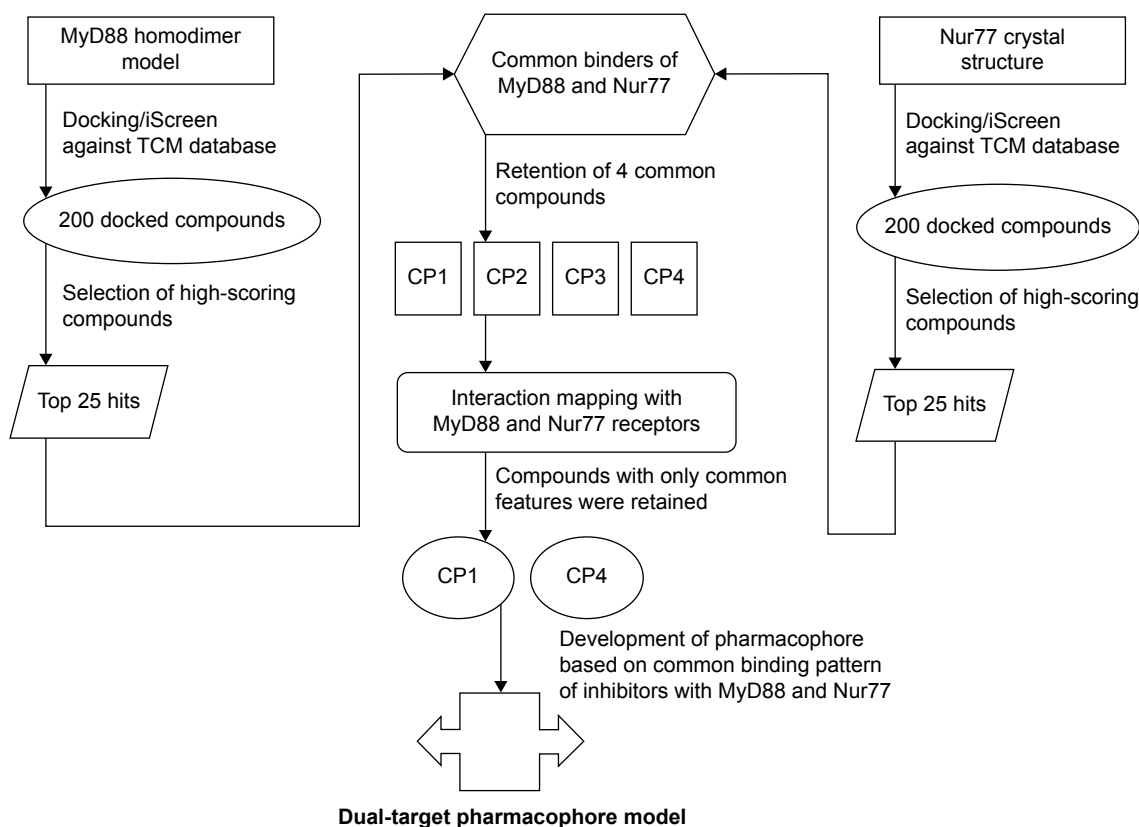 MyD88 homodimer
model
Docking/iScreen
against TCM database
200 docked compounds
Selection of high-scoring
compounds
Top 25 hits
Common binders of
MyD88 and Nur77
Retention of 4 common
compounds
CP1
CP2
CP3
CP4
Interaction mapping with
MyD88 and Nur77 receptors
Compounds with only common
features were retained
CP1
CP4
Development of pharmacophore
based on common binding pattern
of inhibitors with MyD88 and Nur77
Dual-target pharmacophore model
Nur77 crystal
structure
Docking/iScreen
against TCM database
200 docked compounds
Selection of high-scoring
compounds
Top 25 hits